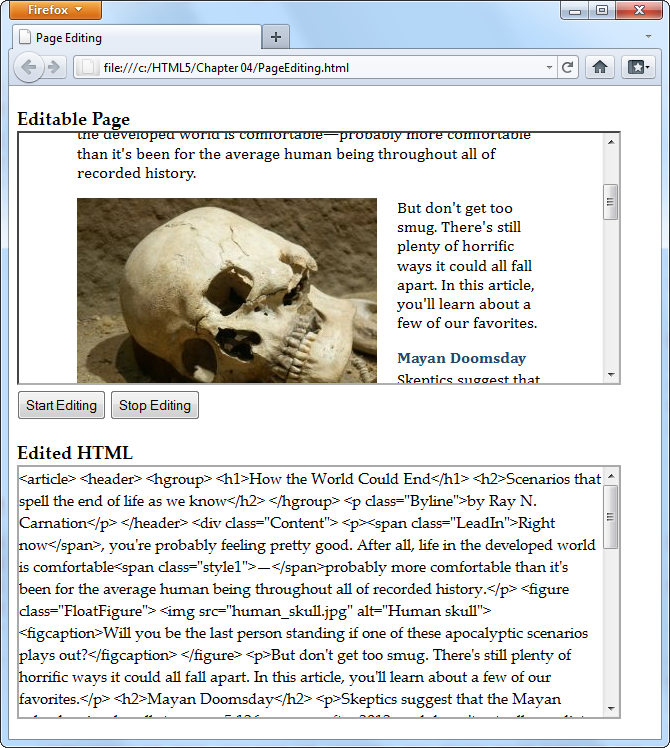 Firefox
Page Editing
file:///c:/HTML5/Chapter 04/PageEditing.html
Editable Page
the developed world is comfortable—probably more comfortable
than it's been for the average human being throughout all of
recorded history.
But don't get too
smug. There's still
plenty of horrific
ways it could all fall
apart. In this article,
you'll learn about a
few of our favorites.
Mayan Doomsday
Skeptics suggest that
Start Editing Stop Editing
Edited HTML
<article> <header> <hgroup> <h1>How the World Could End</h1> <h2>Scenarios that
spell the end of life as we know</h2> </hgroup> <p class="Byline">by Ray N.
Carnation</p> </header> <div class="Content"> <p><span class="LeadIn">Right
now</span>, you're probably feeling pretty good. After all, life in the developed world
is comfortable<span class="style1">—</span>probably more comfortable than it's
been for the average human being throughout all of recorded history.</p> <figure
class="FloatFigure"> <img src="human_skull.jpg" alt="Human skull">
<figcaption>Will you be the last person standing if one of these apocalyptic scenarios
plays out?</figcaption> </figure> <p>But don't get too smug. There's still plenty of
horrific ways it could all fall apart. In this article, you'll learn about a few of our
favorites.</p> <h2>Mayan Doomsday</h2> <p>Skeptics suggest that the Mayan